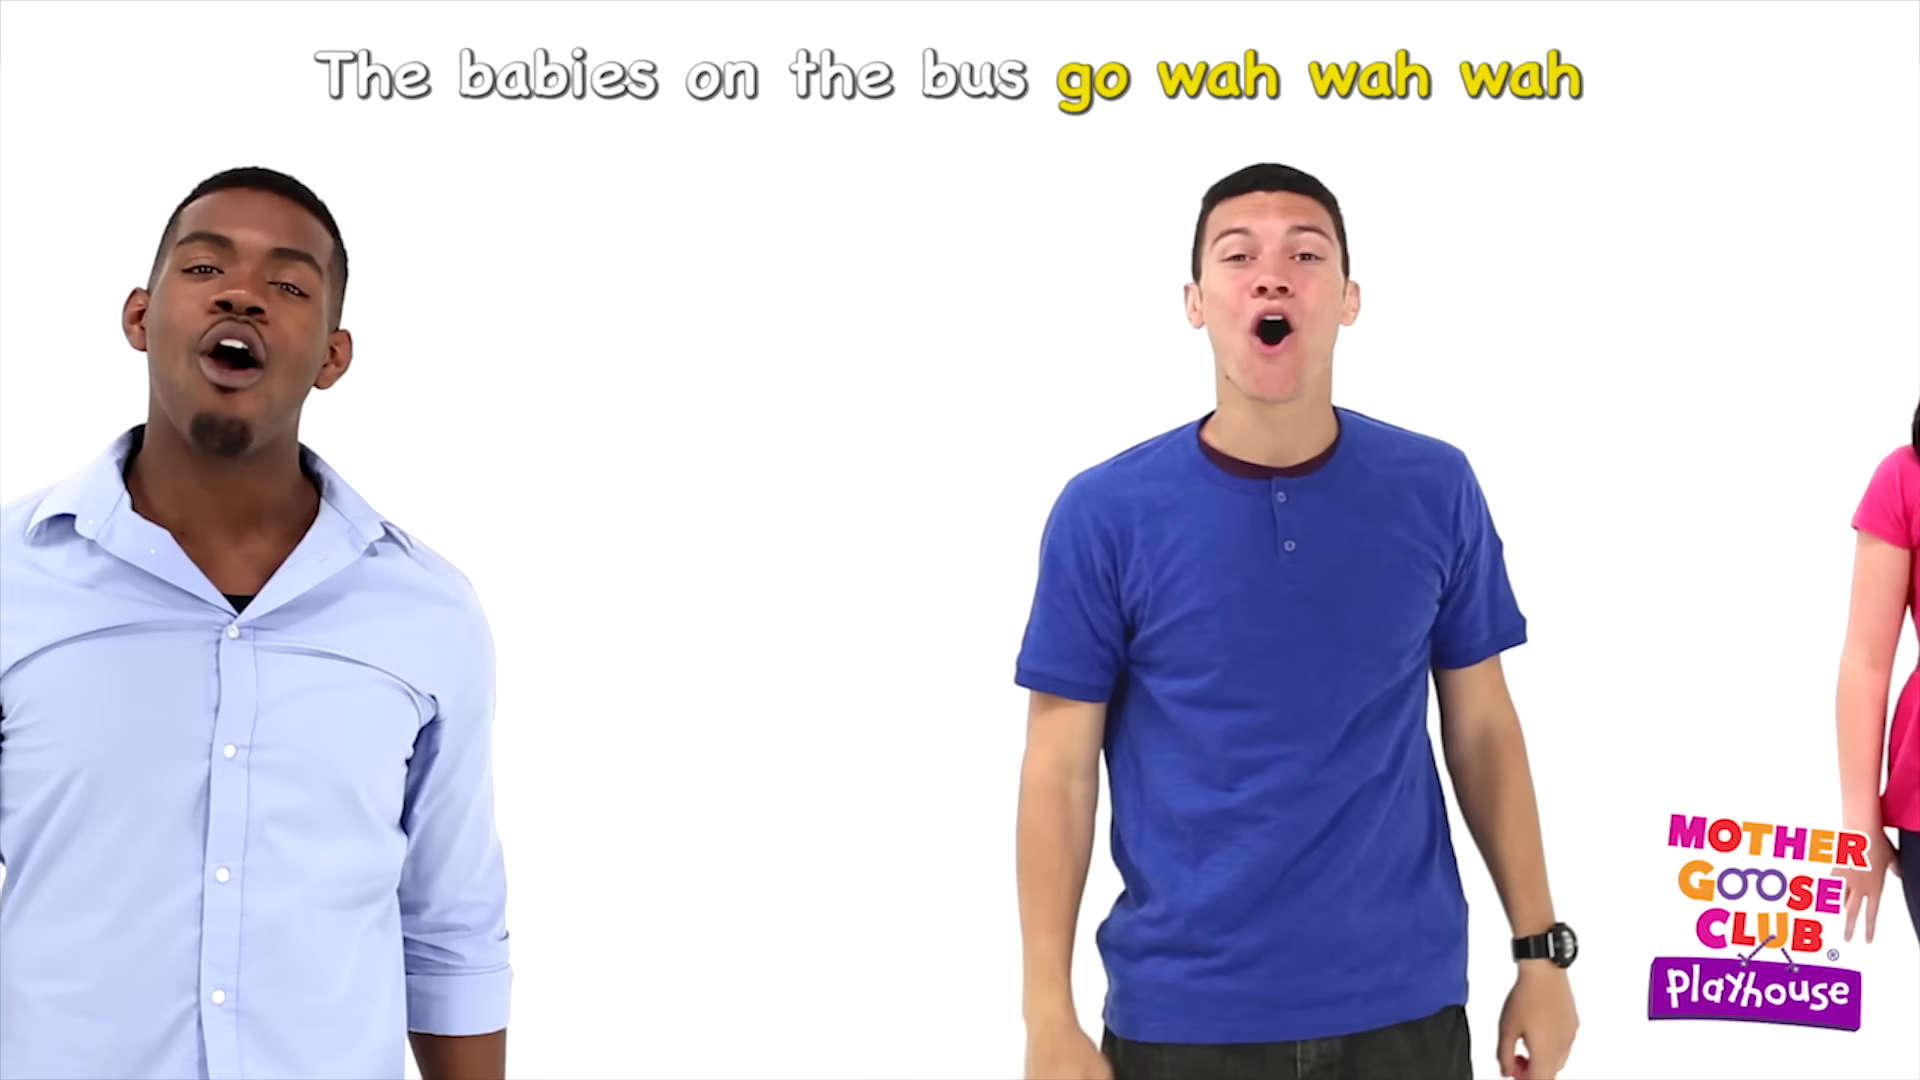 The babies on the bus go wah wah wah
MOTHER
GOOSE
CLUB
Playhouse